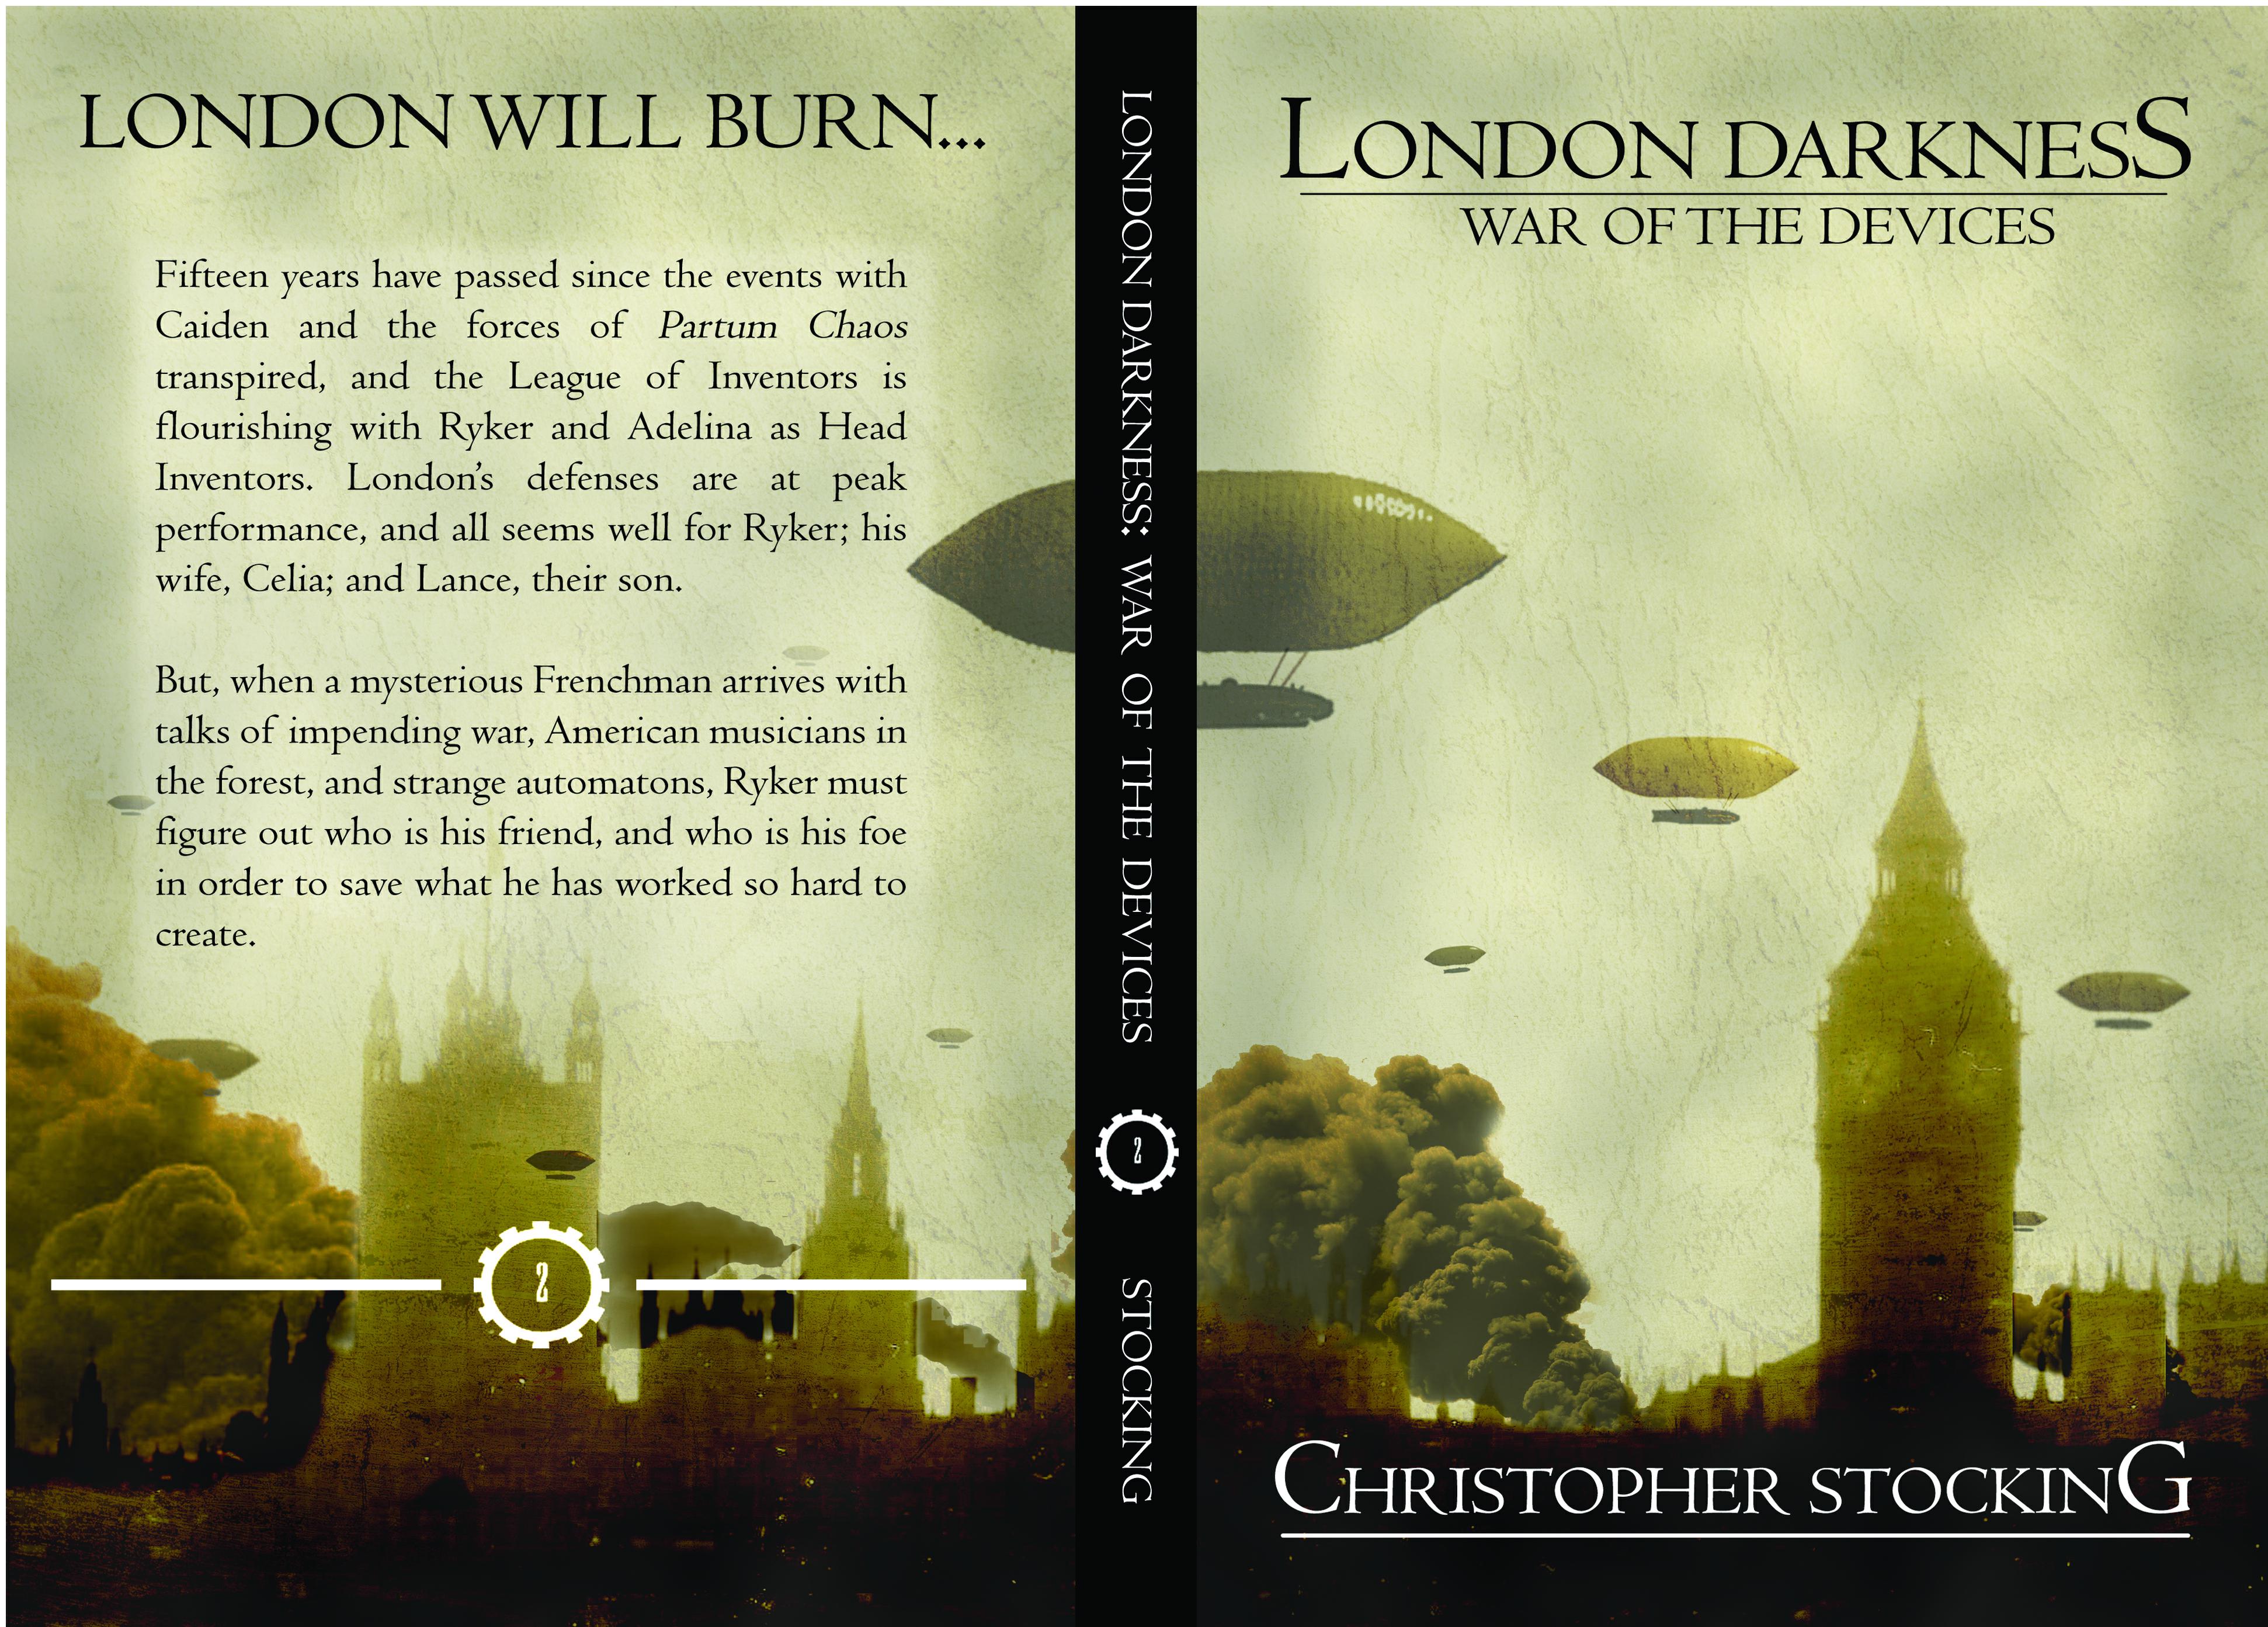 LONDON WILL BURN...
Fifteen years have passed since the events with
Caiden and the forces of Partum Chaos
transpired, and the League of Inventors is
flourishing with Ryker and Adelina as Head
Inventors. London's defenses are at peak
performance, and all seems well for Ryker; his
wife, Celia; and Lance, their son.
But, when a mysterious Frenchman arrives with
talks of impending war, American musicians in
the forest, and strange automatons, Ryker must
figure out who is his friend, and who is his foe
in order to save what he has worked so hard to
create.
2
LONDON DARKNESS: WAR OF THE DEVICES
2
STOCKING
LONDON DARKNESS
WAR OF THE DEVICES
CHRISTOPHER STOCKING